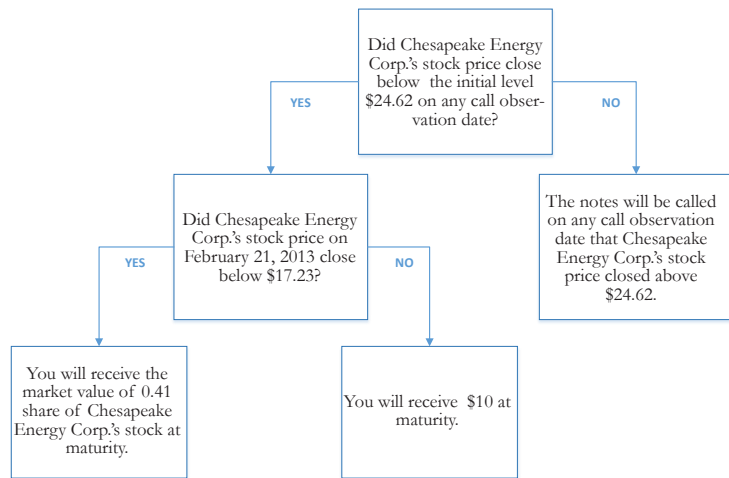 Did Chesapeake Energy
Corp.'s stock price close
below the initial level
$24.62 on any call obser-
vation date?
YES
NO
Did Chesapeake Energy
Corp.'s stock price on
February 21, 2013 close
below $17.23?
The notes will be called
on any call observation
date that Chesapeake
Energy Corp.'s stock
price closed above
$24.62.
YES
NO
You will receive the
market value of 0.41
share of Chesapeake
Energy Corp.'s stock at
maturity.
You will receive $10 at
maturity.